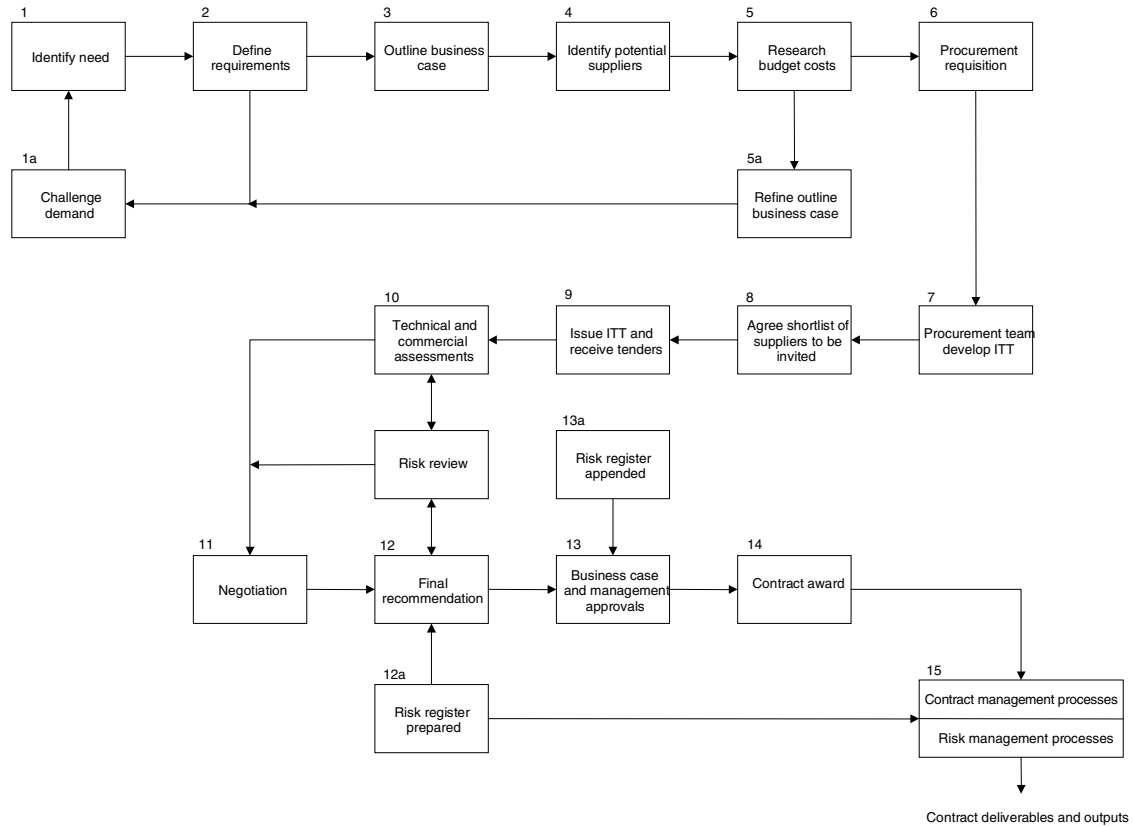 1
Identify need
2
Define
requirements
3
Outline business
case
4
Identify potential
suppliers
5
Research
budget costs
6
Procurement
requisition
1a
Challenge
demand
5a
Refine outline
business case
10
Technical and
commercial
assessments
9
Issue ITT and
receive tenders
8
Agree shortlist of
suppliers to be
invited
7
Procurement team
develop ITT
Risk review
13a
Risk register
appended
11
Negotiation
12
Final
recommendation
13
Business case
and management
approvals
14
Contract award
12a
Risk register
prepared
15
Contract management processes
Risk management processes
Contract deliverables and outputs